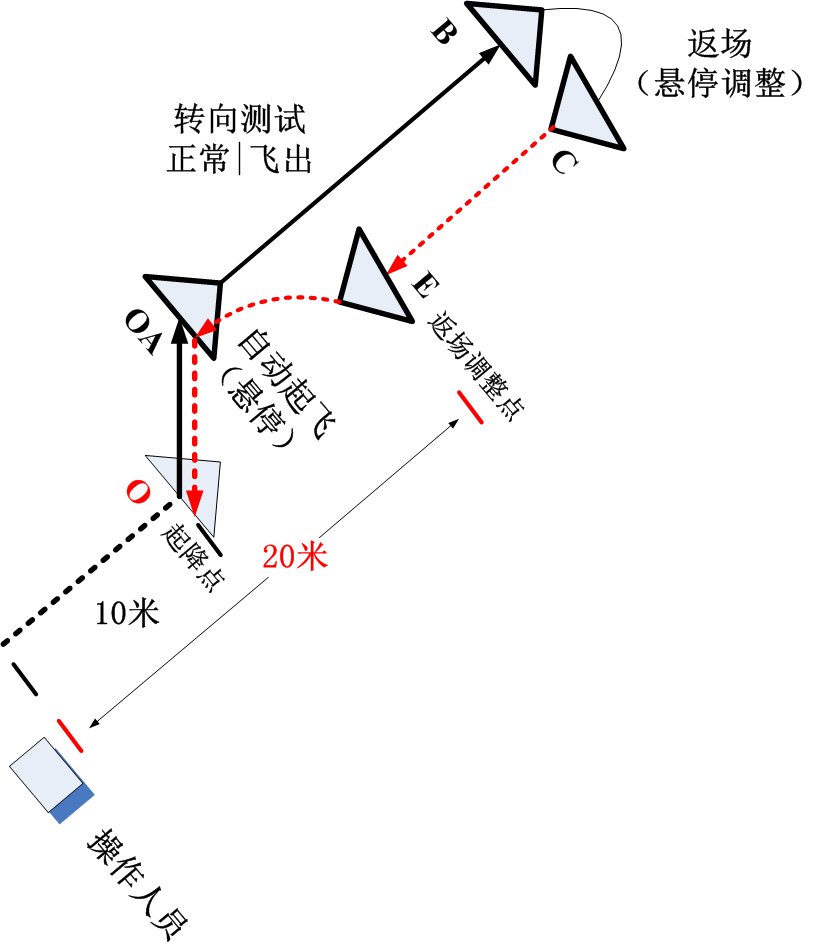 B
返场
（悬停调整）
转向测试
正常|飞出
C
E
OA
返场调整点
自动起飞
（悬停）
O
起降点
20米
10米
操作人员